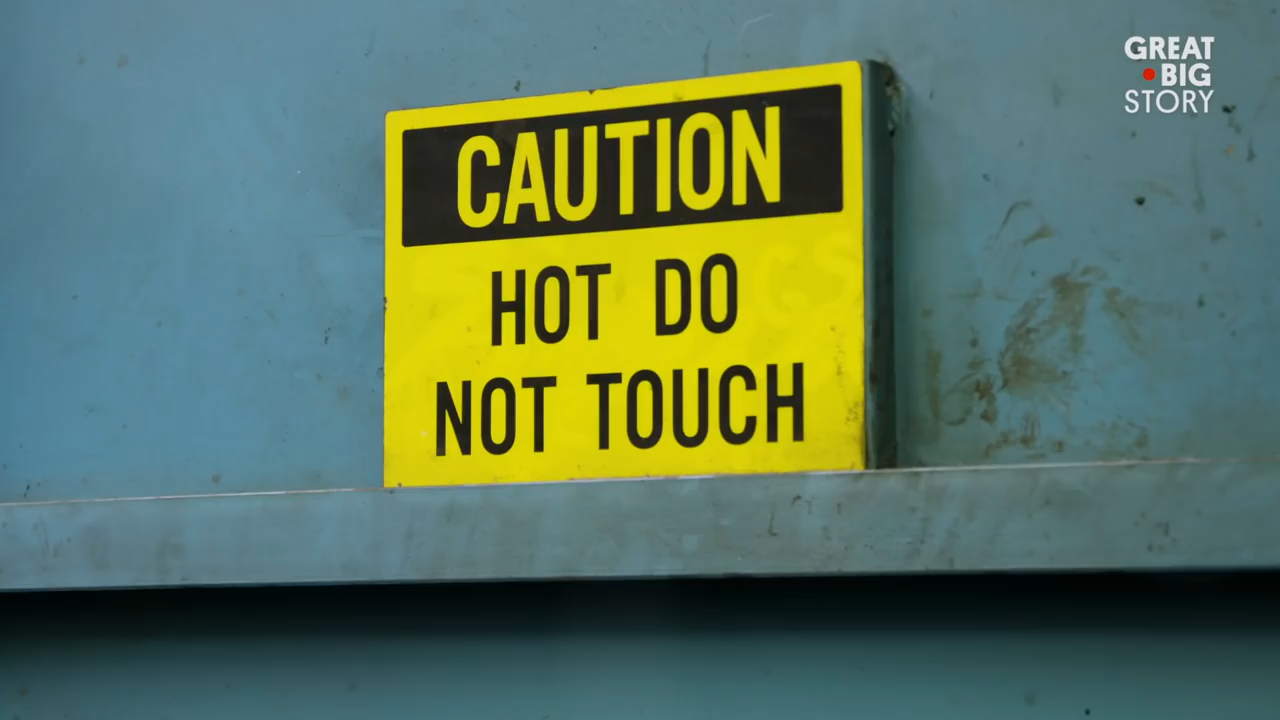 GREAT
BIG
STORY
CAUTION
HOT DO
NOT TOUCH